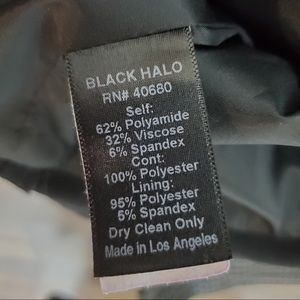 BLACK HALO
RN# 40680
Self:
62% Polyamide
32% Viscose
6% Spandex
Cont:
100% Polyester
Lining:
95% Polyester
5% Spandex
Dry Clean Only
Made in Los Angeles